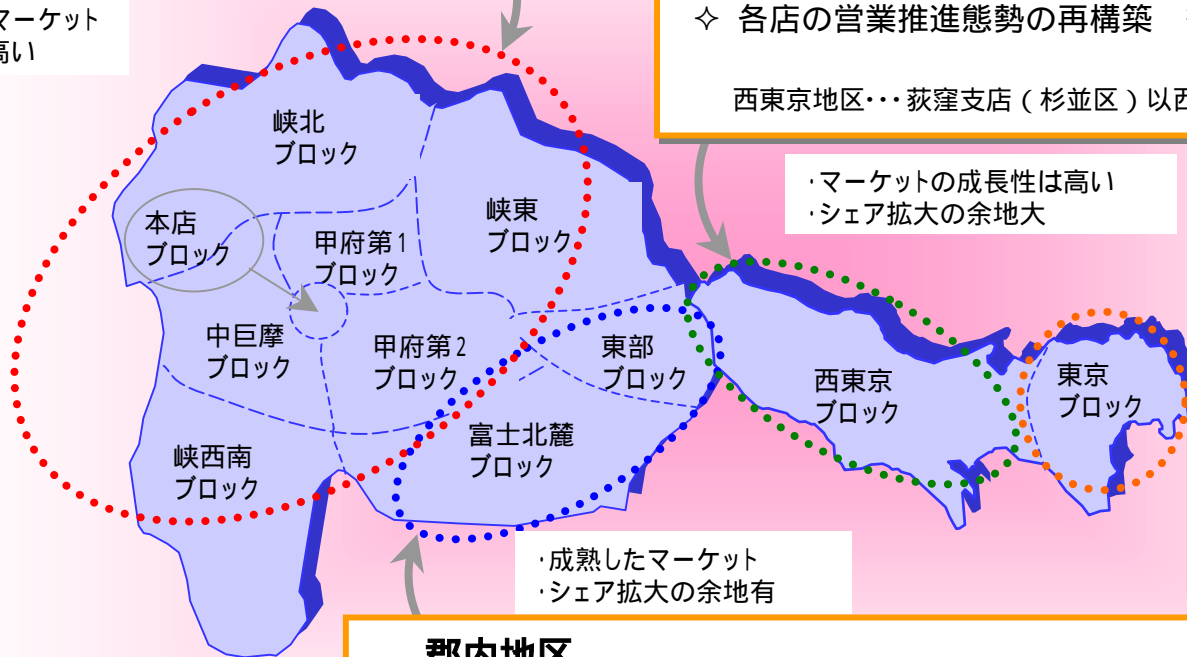 マーケット
高い
✧ 各店の営業推進態勢の再構築
西東京地区･･･荻窪支店（杉並区）以西
･マーケットの成長性は高い
･シェア拡大の余地大
峡北
ブロック
本店
ブロック
甲府第1
ブロック
峡東
ブロック
中巨摩
ブロック
甲府第2
ブロック
東部
ブロック
西東京
ブロック
東京
ブロック
富士北麓
ブロック
峡西南
ブロック
･成熟したマーケット
･シェア拡大の余地有
郡内地区